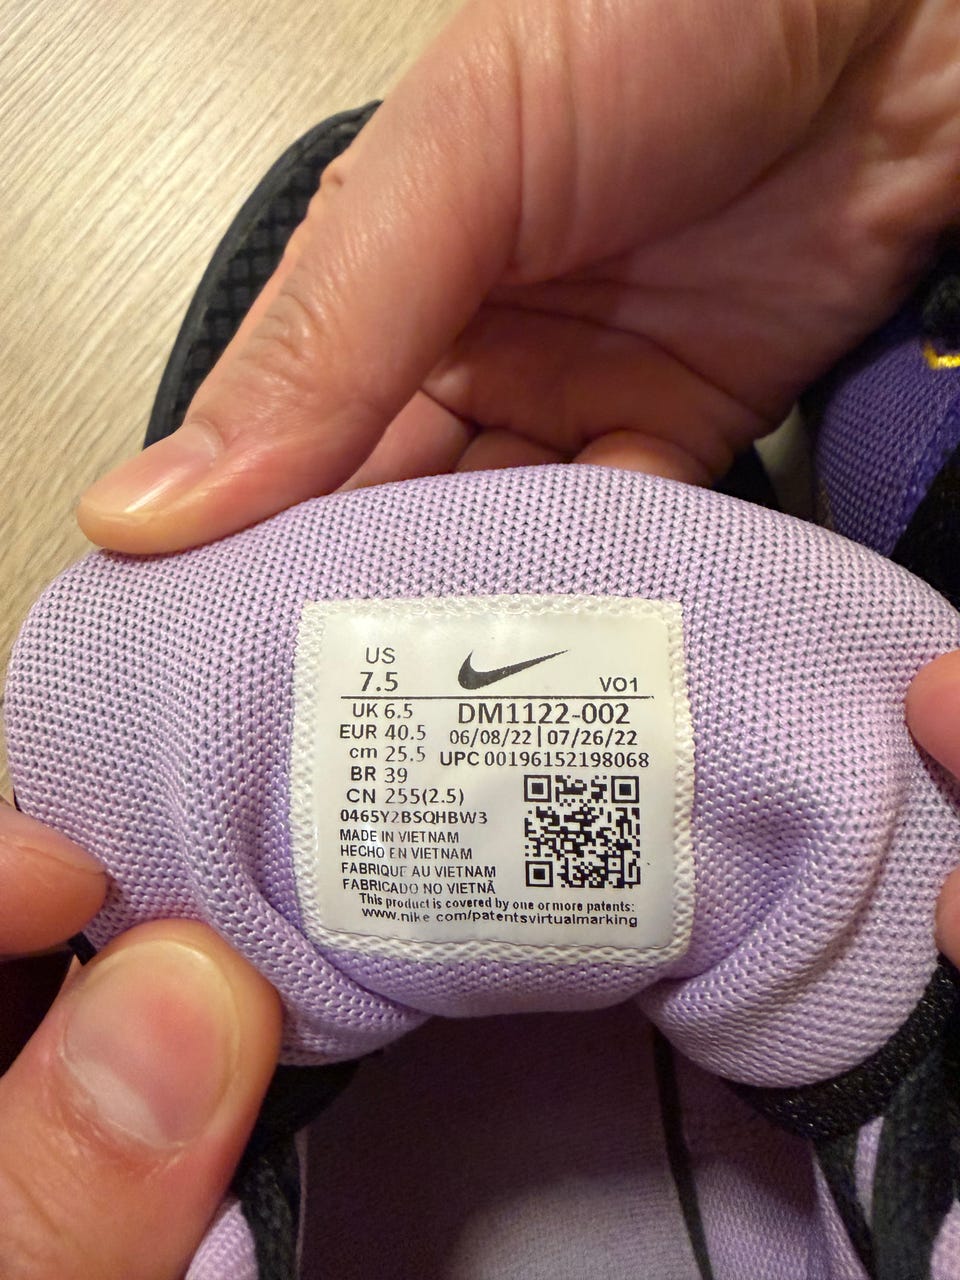 US
7.5
VO1
UK 6.5
DM1122-002
EUR 40.5
06/08/22 | 07/26/22
cm 25.5
UPC 00196152198068
BR 39
CN 255(2.5)
0465Y2BSQHBW3
MADE IN VIETNAM
HECHO EN VIETNAM
FABRIQUE AU VIETNAM
FABRICADO NO VIETNÃ
This product is covered by one or more patents:
www.nike com/patentsvirtualmarking